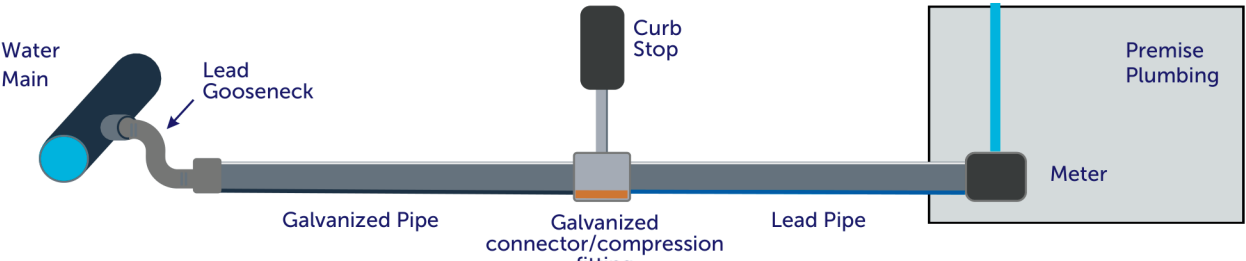 Water
Main
Lead
Gooseneck
Curb
Stop
Premise
Plumbing
Meter
Galvanized Pipe
Galvanized
connector/compression
Lead Pipe